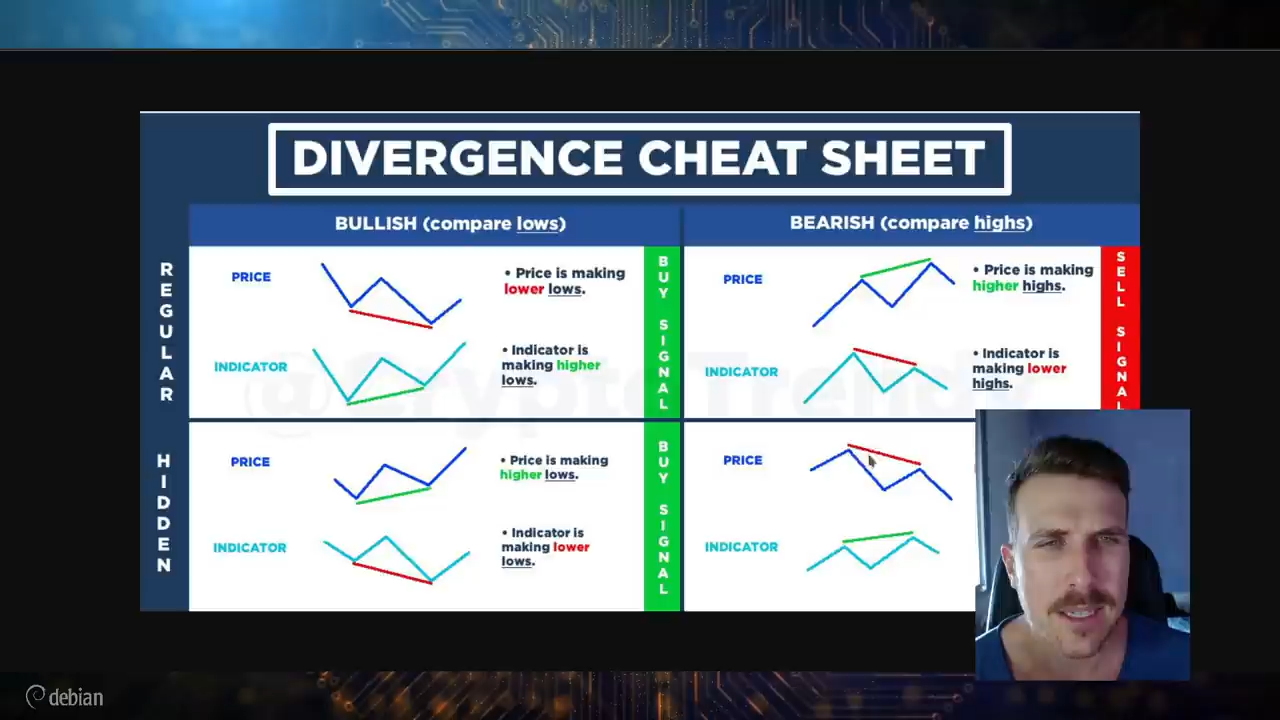 DIVERGENCE CHEAT SHEET
BULLISH (compare lows)
BEARISH (compare highs)
REGULAR
PRICE
• Price is making
lower lows.
INDICATOR
• Indicator is
making higher
lows.
BUY SIGNAL
PRICE
• Price is making
higher highs.
INDICATOR
• Indicator is
making lower
highs.
SELL SIGNAL
HIDDEN
PRICE
• Price is making
higher lows.
INDICATOR
• Indicator is
making lower
lows.
BUY SIGNAL
PRICE
INDICATOR
@CryptoTrendy
debian